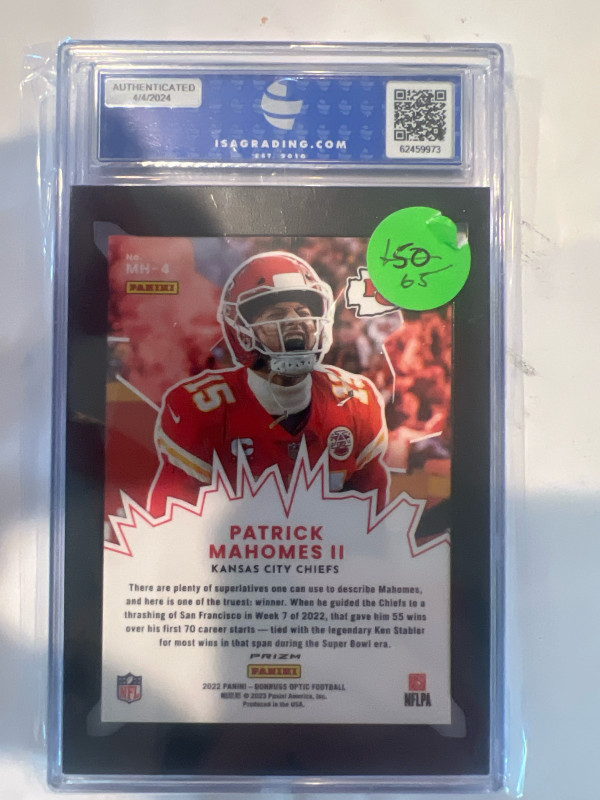 AUTHENTICATED
4/4/2024
ISAGRADING.COM
EST. 2010
62459973
150
65
No.
MH-4
PANINI
15
PATRICK
MAHOMES II
KANSAS CITY CHIEFS
There are plenty of superlatives one can use to describe Mahomes,
and here is one of the truest: winner. When he guided the Chiefs to a
thrashing of San Francisco in Week 7 of 2022, that gave him 55 wins
over his first 70 career starts — tied with the legendary Ken Stabler
for most wins in that span during the Super Bowl era.
PRIZM
PANINI
2022 PANINI – DONRUSS OPTIC FOOTBALL
© 2023 Panini America, Inc.
Produced in the USA.
NFL
NFLPA